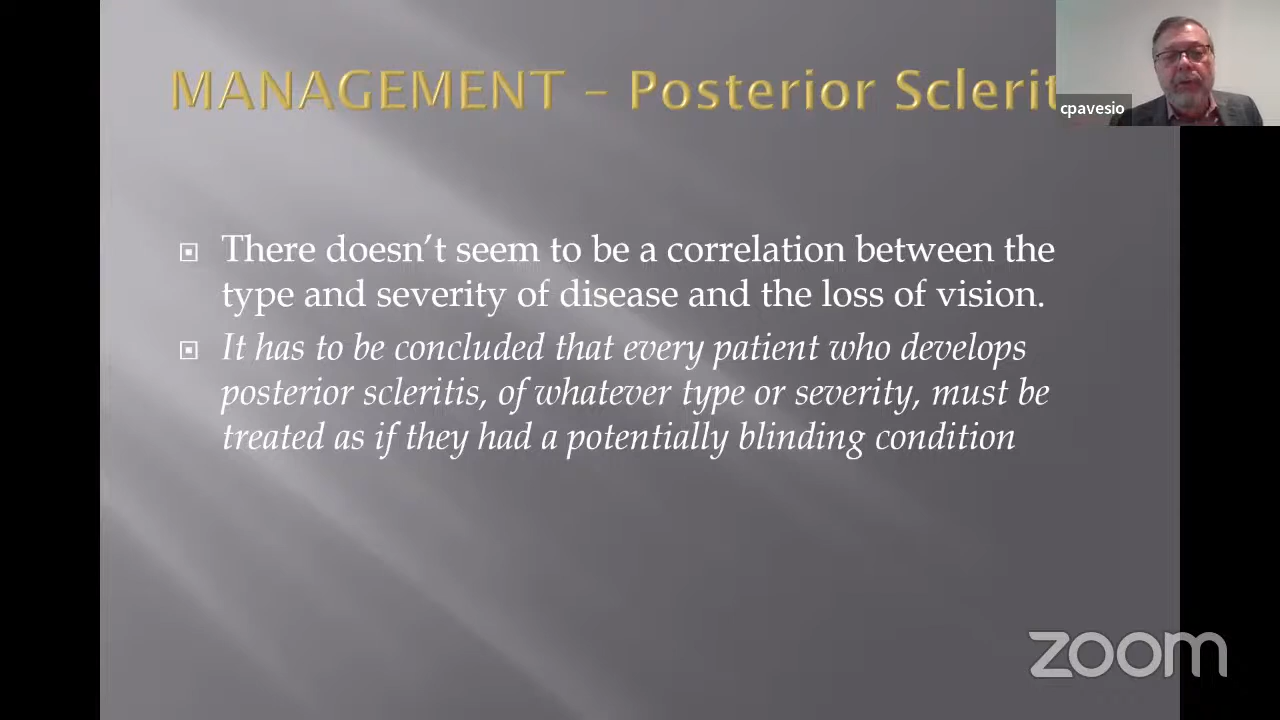 MANAGEMENT – Posterior Sclerit
cpavesio
There doesn’t seem to be a correlation between the
type and severity of disease and the loss of vision.
It has to be concluded that every patient who develops
posterior scleritis, of whatever type or severity, must be
treated as if they had a potentially blinding condition
zoom